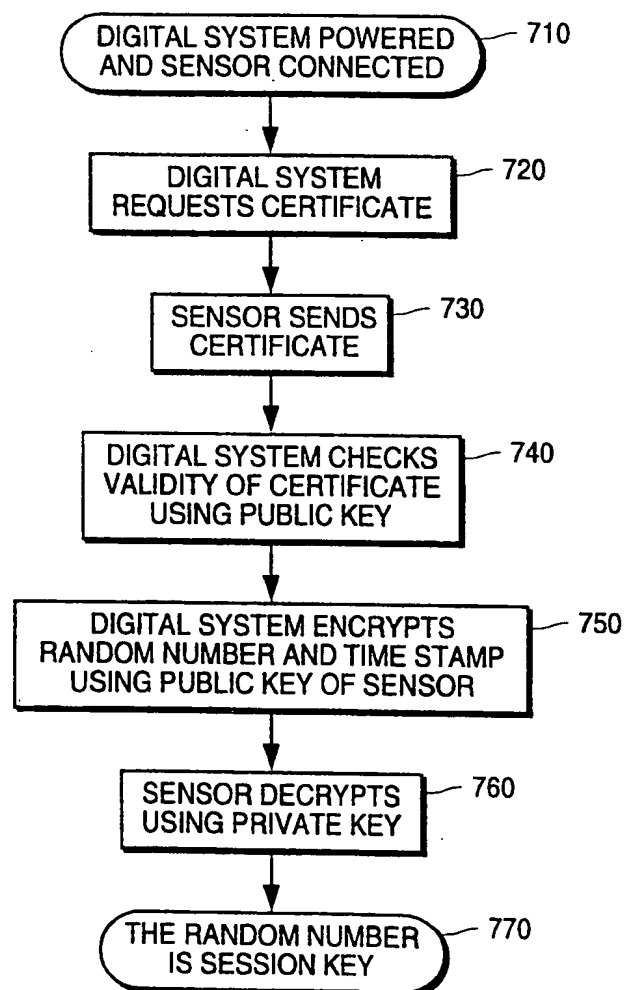 DIGITAL SYSTEM POWERED
AND SENSOR CONNECTED
710
DIGITAL SYSTEM
REQUESTS CERTIFICATE
720
SENSOR SENDS
CERTIFICATE
730
DIGITAL SYSTEM CHECKS
VALIDITY OF CERTIFICATE
USING PUBLIC KEY
740
DIGITAL SYSTEM ENCRYPTS
RANDOM NUMBER AND TIME STAMP
USING PUBLIC KEY OF SENSOR
750
SENSOR DECRYPTS
USING PRIVATE KEY
760
THE RANDOM NUMBER
IS SESSION KEY
770